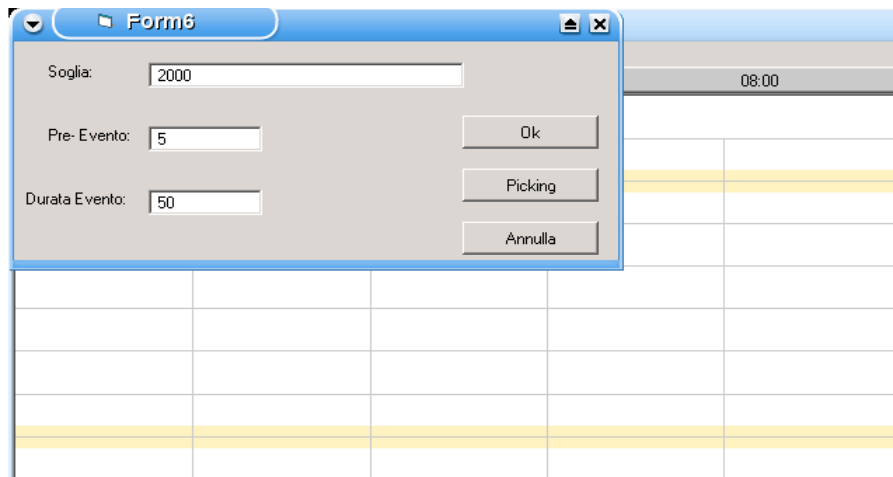 Form6
Soglia: 2000
08:00
Pre- Evento: 5
Ok
Picking
Durata Evento: 50
Annulla